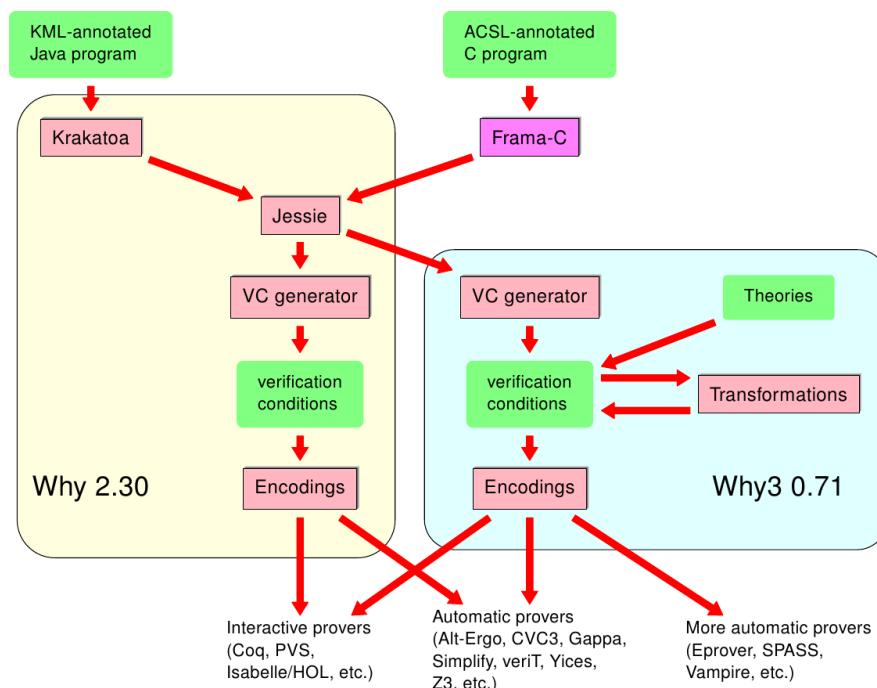 KML-annotated
Java program
ACSL-annotated
C program
Krakatoa
Frama-C
Jessie
VC generator
VC generator
Theories
verification
conditions
verification
conditions
Transformations
Why 2.30
Encodings
Encodings
Why3 0.71
Interactive provers
(Coq, PVS,
Isabelle/HOL, etc.)
Automatic provers
(Alt-Ergo, CVC3, Gappa,
Simplify, veriT, Yices,
Z3, etc.)
More automatic provers
(Eprover, SPASS,
Vampire, etc.)